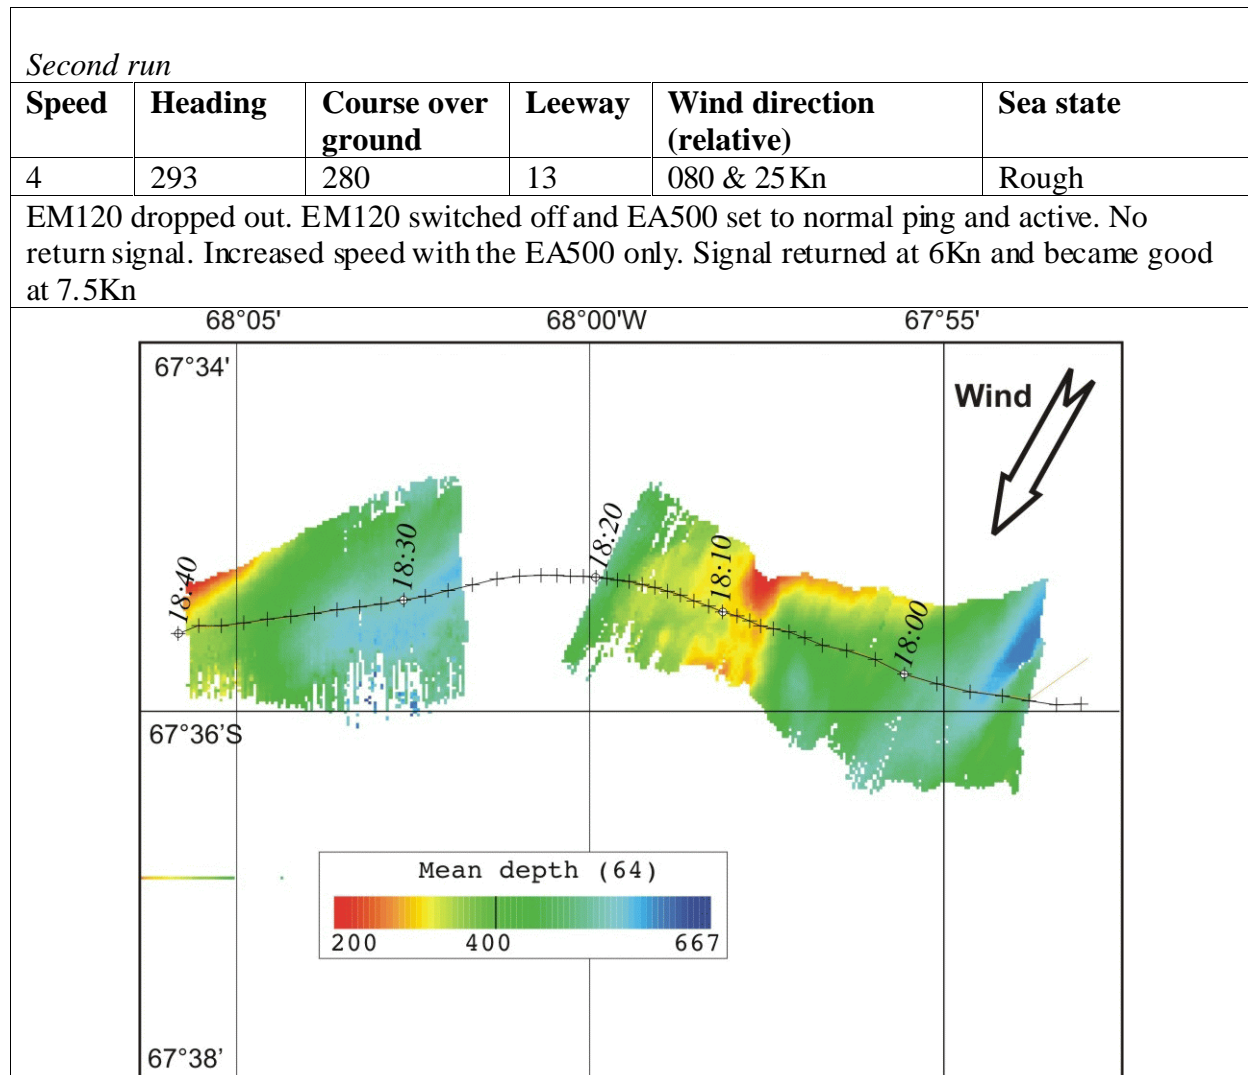 Second run
Speed Heading Course over ground Leeway Wind direction (relative) Sea state
4 293 280 13 080 & 25Kn Rough
EM120 dropped out. EM120 switched off and EA500 set to normal ping and active. No
return signal. Increased speed with the EA500 only. Signal returned at 6Kn and became good
at 7.5Kn
68°05' 68°00'W 67°55'
67°34'
Wind
18:40
18:30
18:20
18:10
18:00
67°36'S
Mean depth (64)
200 400 667
67°38'